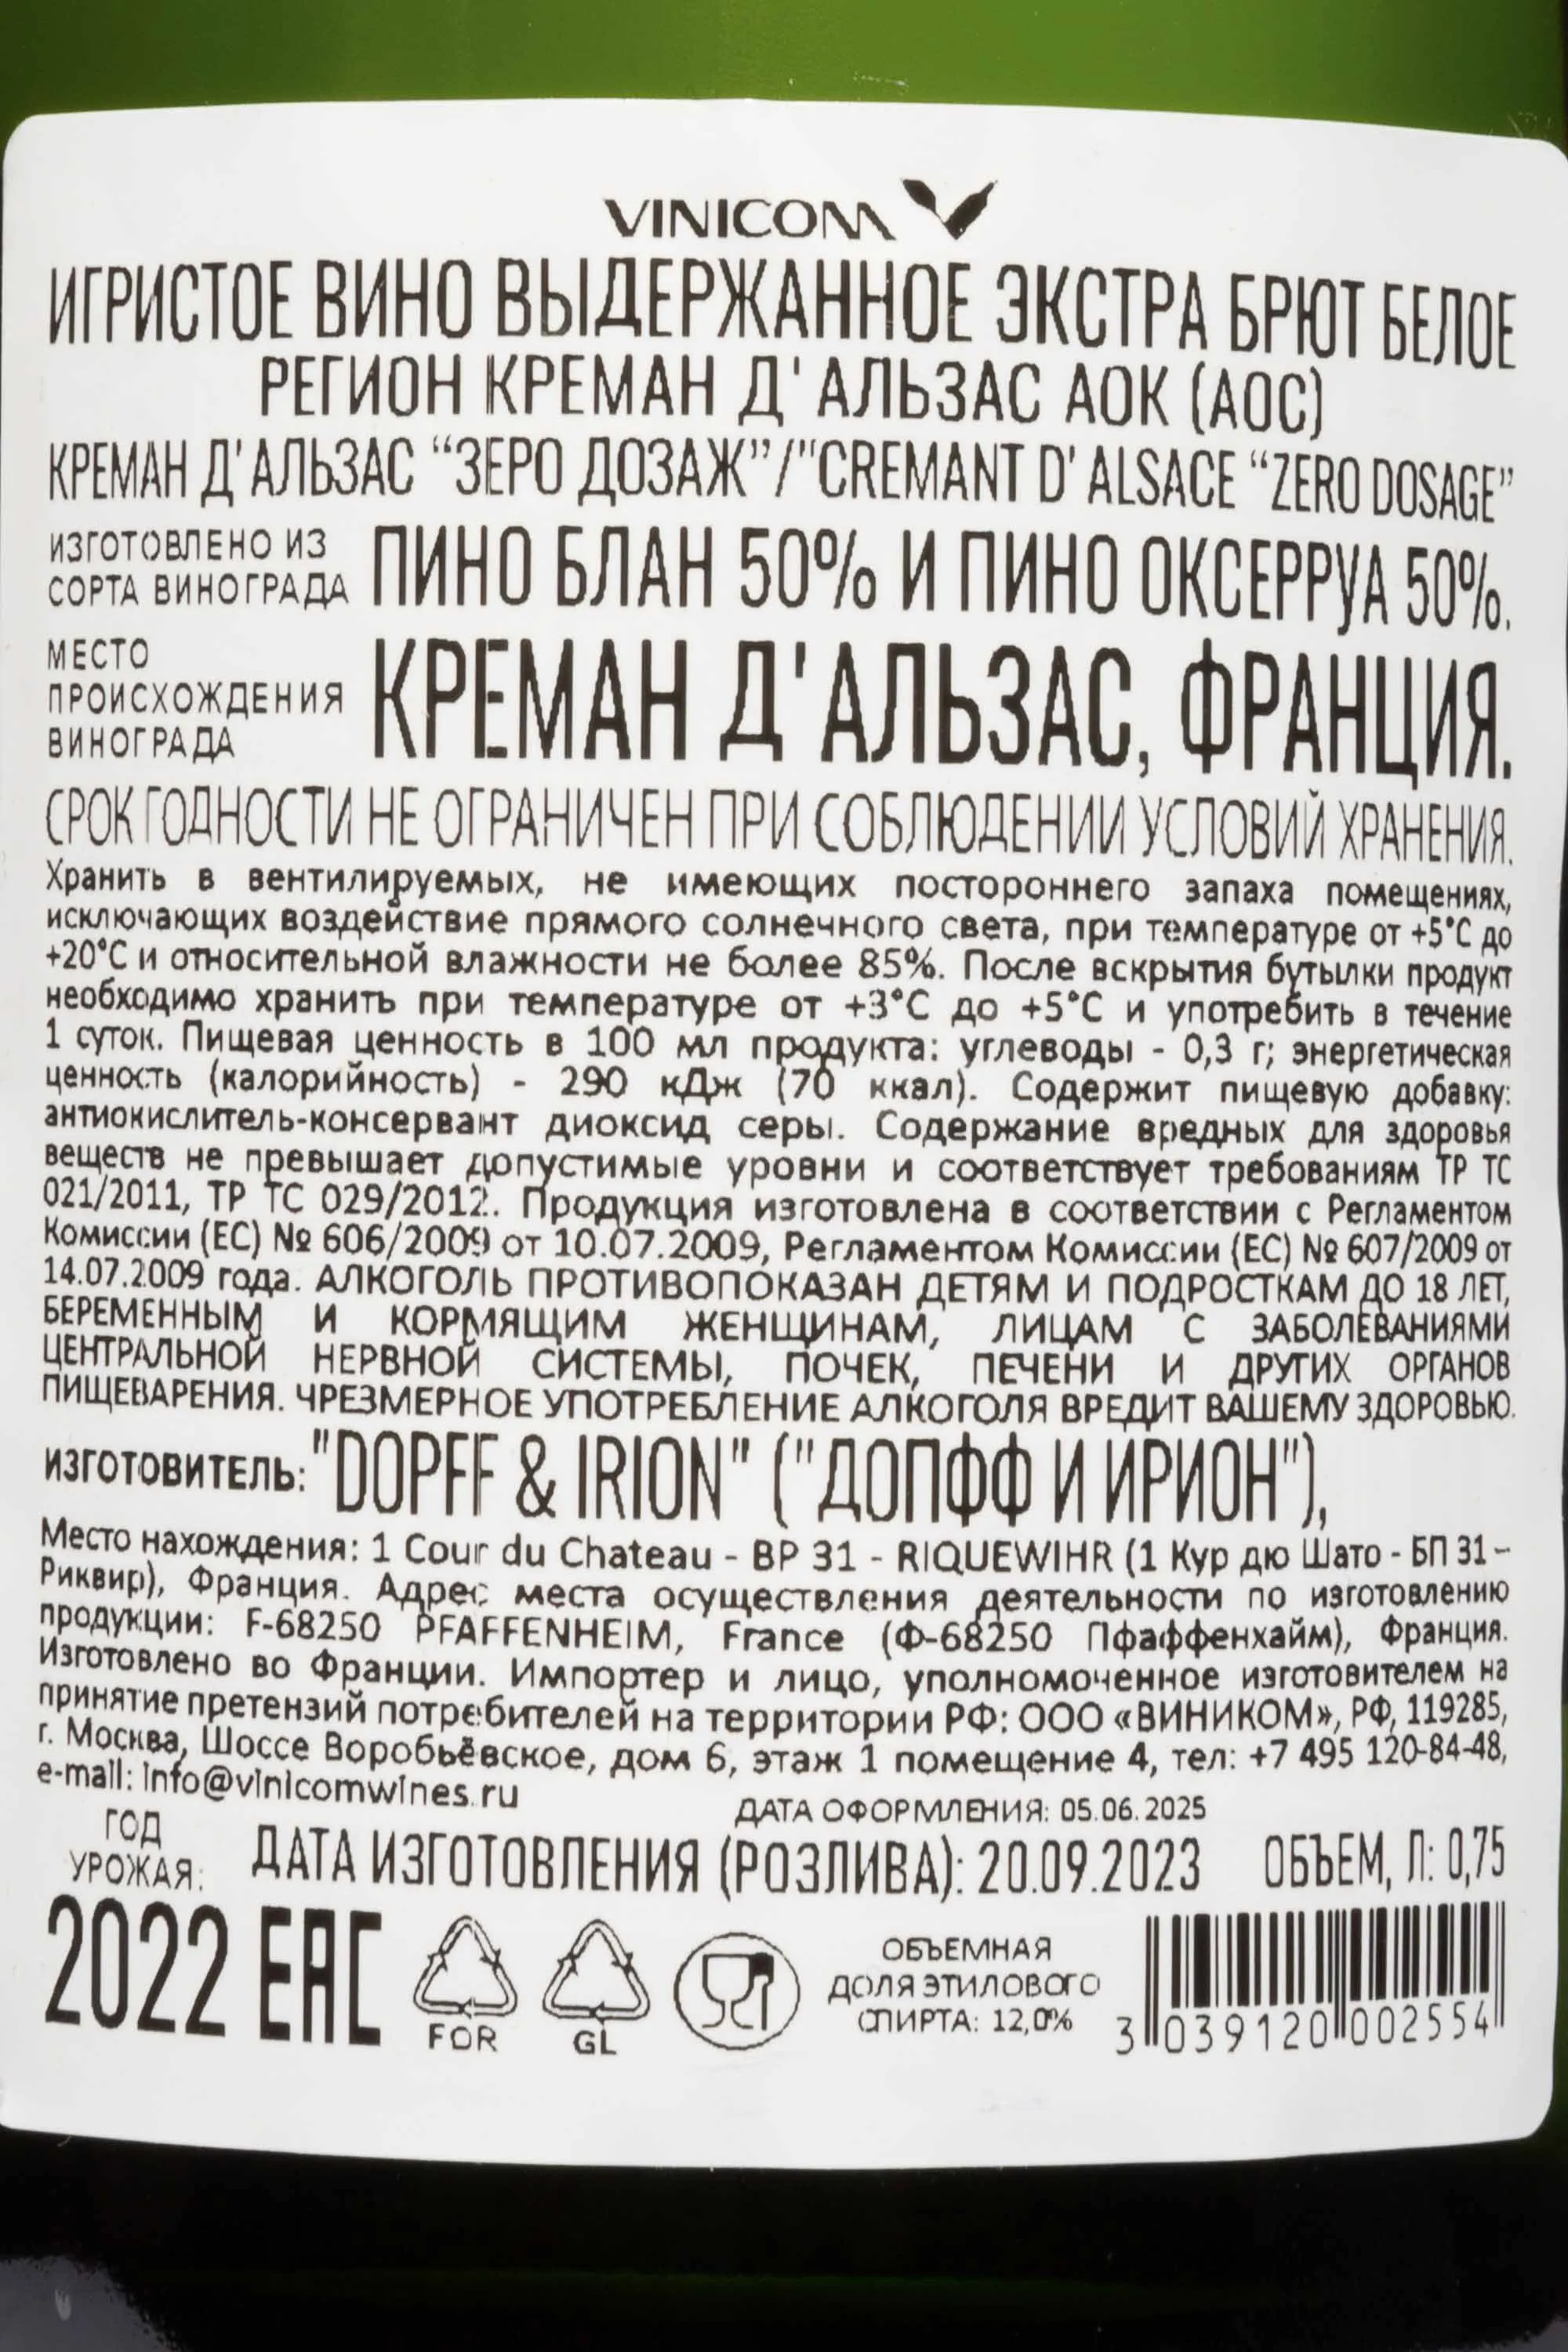 VINICOM
ИГРИСТОЕ ВИНО ВЫДЕРЖАННОЕ ЭКСТРА БРЮТ БЕЛОЕ
РЕГИОН КРЕМАН Д'АЛЬЗАС АОК (AOC)
КРЕМАН Д'АЛЬЗАС “ЗЕРО ДОЗАЖ”/"CREMANT D'ALSACE “ZERO DOSAGE”
ИЗГОТОВЛЕНО ИЗ
СОРТА ВИНОГРАДА
ПИНО БЛАН 50% И ПИНО ОКСЕРРУА 50%.
МЕСТО
ПРОИСХОЖДЕНИЯ
ВИНОГРАДА
КРЕМАН Д'АЛЬЗАС, ФРАНЦИЯ.
СРОК ГОДНОСТИ НЕ ОГРАНИЧЕН ПРИ СОБЛЮДЕНИИ УСЛОВИЙ ХРАНЕНИЯ.
Хранить в вентилируемых, не имеющих постороннего запаха помещениях,
исключающих воздействие прямого солнечного света, при температуре от +5°С до
+20°С и относительной влажности не более 85%. После вскрытия бутылки продукт
необходимо хранить при температуре от +3°С до +5°С и употребить в течение
1 суток. Пищевая ценность в 100 мл продукта: углеводы - 0,3 г; энергетическая
ценность (калорийность) - 290 кДж (70 ккал). Содержит пищевую добавку:
антиокислитель-консервант диоксид серы. Содержание вредных для здоровья
веществ не превышает допустимые уровни и соответствует требованиям ТР ТС
021/2011, ТР ТС 029/2012. Продукция изготовлена в соответствии с Регламентом
Комиссии (ЕС) № 606/2009 от 10.07.2009, Регламентом Комиссии (ЕС) № 607/2009 от
14.07.2009 года. АЛКОГОЛЬ ПРОТИВОПОКАЗАН ДЕТЯМ И ПОДРОСТКАМ ДО 18 ЛЕТ,
БЕРЕМЕННЫМ И КОРМЯЩИМ ЖЕНЩИНАМ, ЛИЦАМ С ЗАБОЛЕВАНИЯМИ
ЦЕНТРАЛЬНОЙ НЕРВНОЙ СИСТЕМЫ, ПОЧЕК, ПЕЧЕНИ И ДРУГИХ ОРГАНОВ
ПИЩЕВАРЕНИЯ. ЧРЕЗМЕРНОЕ УПОТРЕБЛЕНИЕ АЛКОГОЛЯ ВРЕДИТ ВАШЕМУ ЗДОРОВЬЮ.
ИЗГОТОВИТЕЛЬ: "DOPFF & IRION" ("ДОПФФ И ИРИОН"),
Место нахождения: 1 Cour du Chateau - BP 31 - RIQUEWIHR (1 Кур дю Шато - БП 31 –
Риквир), Франция. Адрес места осуществления деятельности по изготовлению
продукции: F-68250 PFAFFENHEIM, France (Ф-68250 Пфаффенхайм), Франция.
Изготовлено во Франции. Импортер и лицо, уполномоченное изготовителем на
принятие претензий потребителей на территории РФ: ООО «ВИНИКОМ», РФ, 119285,
г. Москва, Шоссе Воробьёвское, дом 6, этаж 1 помещение 4, тел: +7 495 120-84-48,
e-mail: info@vinicomwines.ru
ДАТА ОФОРМЛЕНИЯ: 05.06.2025
ГОД
УРОЖАЯ:
ДАТА ИЗГОТОВЛЕНИЯ (РОЗЛИВА): 20.09.2023 ОБЪЕМ, Л: 0,75
2022 EAC
FOR
GL
ОБЪЕМНАЯ
ДОЛЯ ЭТИЛОВОГО
СПИРТА: 12,0%
3 039120 002554